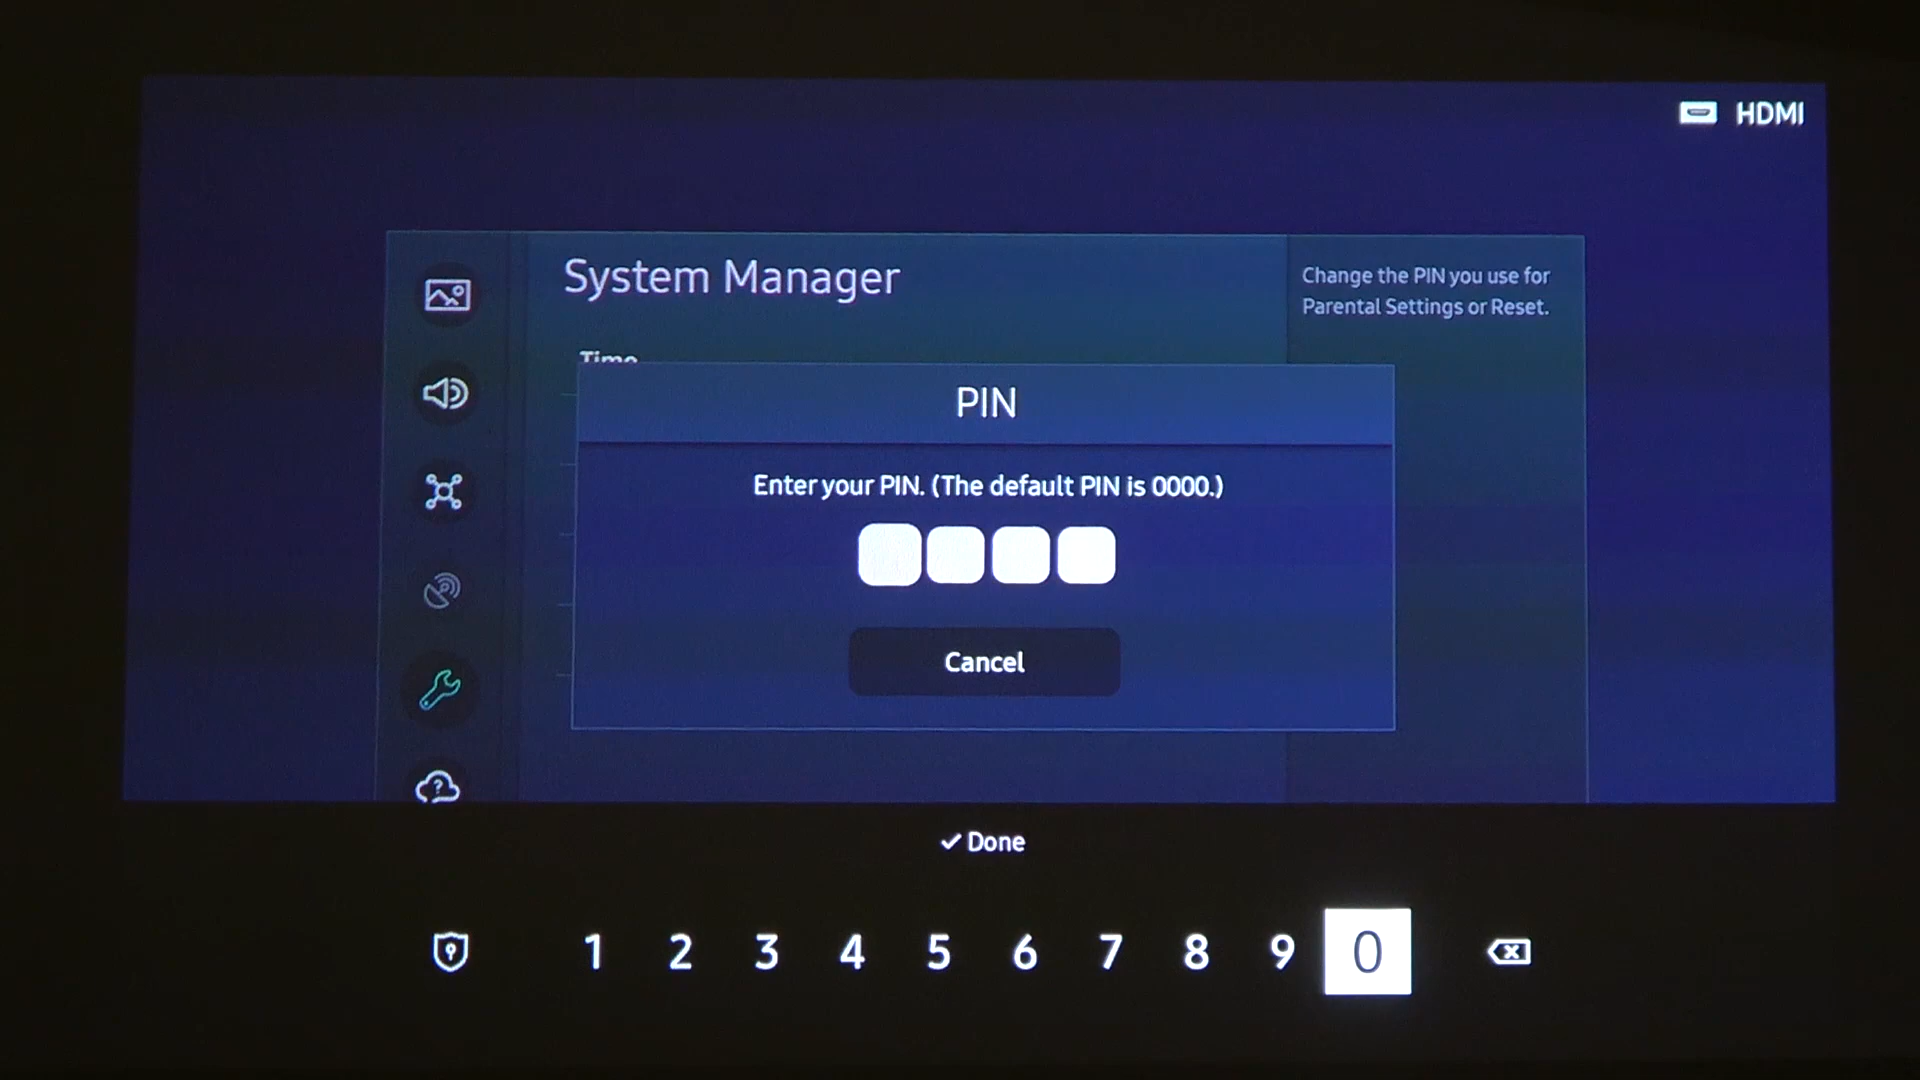 HDMI
System Manager
Change the PIN you use for
Parental Settings or Reset.
Time
PIN
Enter your PIN. (The default PIN is 0000.)
Cancel
Done
1 2 3 4 5 6 7 8 9 0